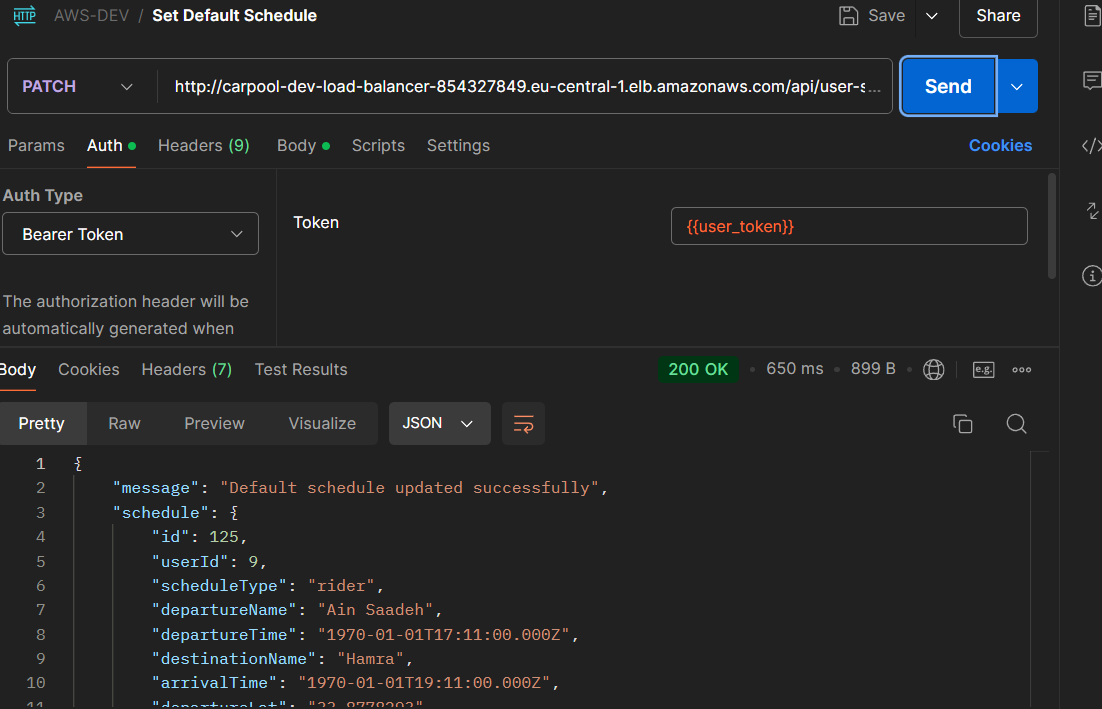 HTTP AWS-DEV / Set Default Schedule Save Share
PATCH http://carpool-dev-load-balancer-854327849.eu-central-1.elb.amazonaws.com/api/user-s... Send
Params Auth Headers (9) Body Scripts Settings Cookies
Auth Type
Bearer Token
Token {{user_token}}
The authorization header will be
automatically generated when
Body Cookies Headers (7) Test Results 200 OK 650 ms 899 B e.g.
Pretty Raw Preview Visualize JSON
1 {
2 "message": "Default schedule updated successfully",
3 "schedule": {
4 "id": 125,
5 "userId": 9,
6 "scheduleType": "rider",
7 "departureName": "Ain Saadeh",
8 "departureTime": "1970-01-01T17:11:00.000Z",
9 "destinationName": "Hamra",
10 "arrivalTime": "1970-01-01T19:11:00.000Z",
11 "departureLat": "33.8778293"